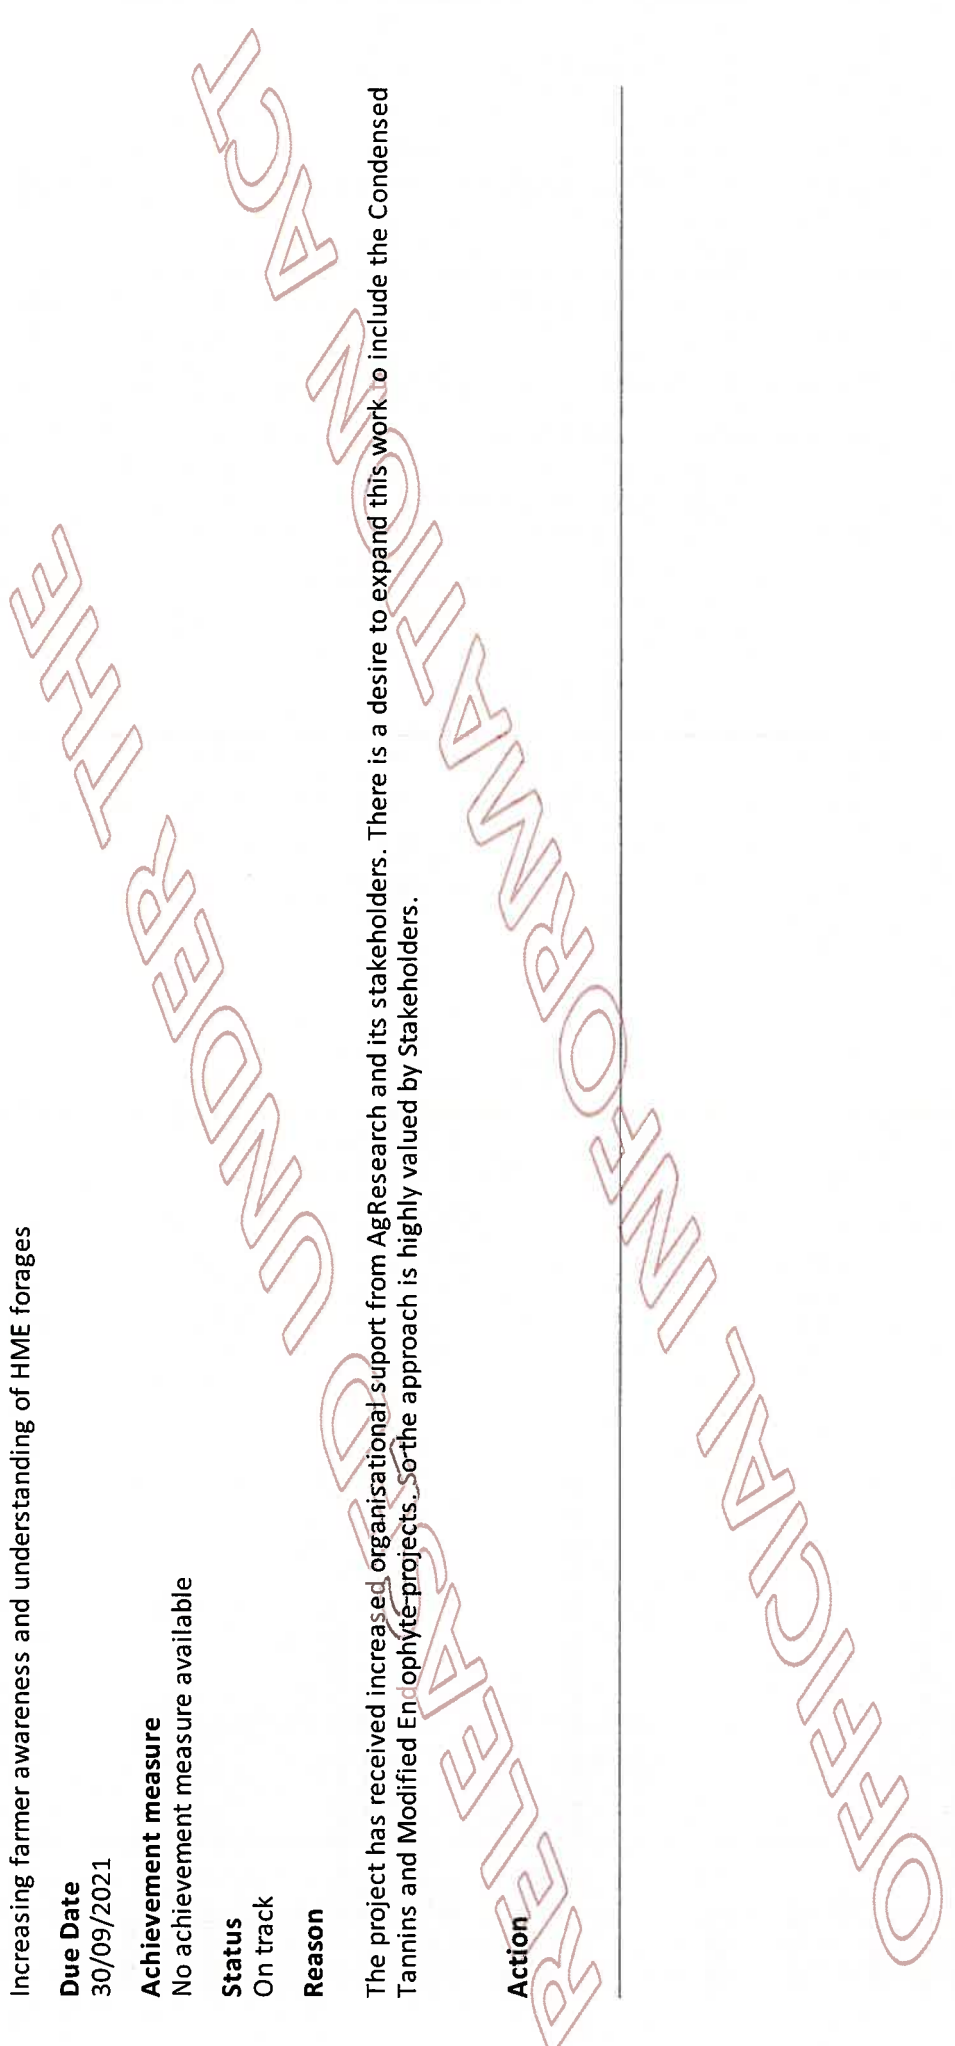 Increasing farmer awareness and understanding of HME forages
Due Date
30/09/2021
Achievement measure
No achievement measure available
Status
On track
Reason
The project has received increased organisational suport from AgResearch and its stakeholders. There is a desire to expand this work to include the Condensed
Tannins and Modified Endophyte projects. So the approach is highly valued by Stakeholders.
Action
RELEASED UNDER THE
OFFICIAL INFORMATION ACT